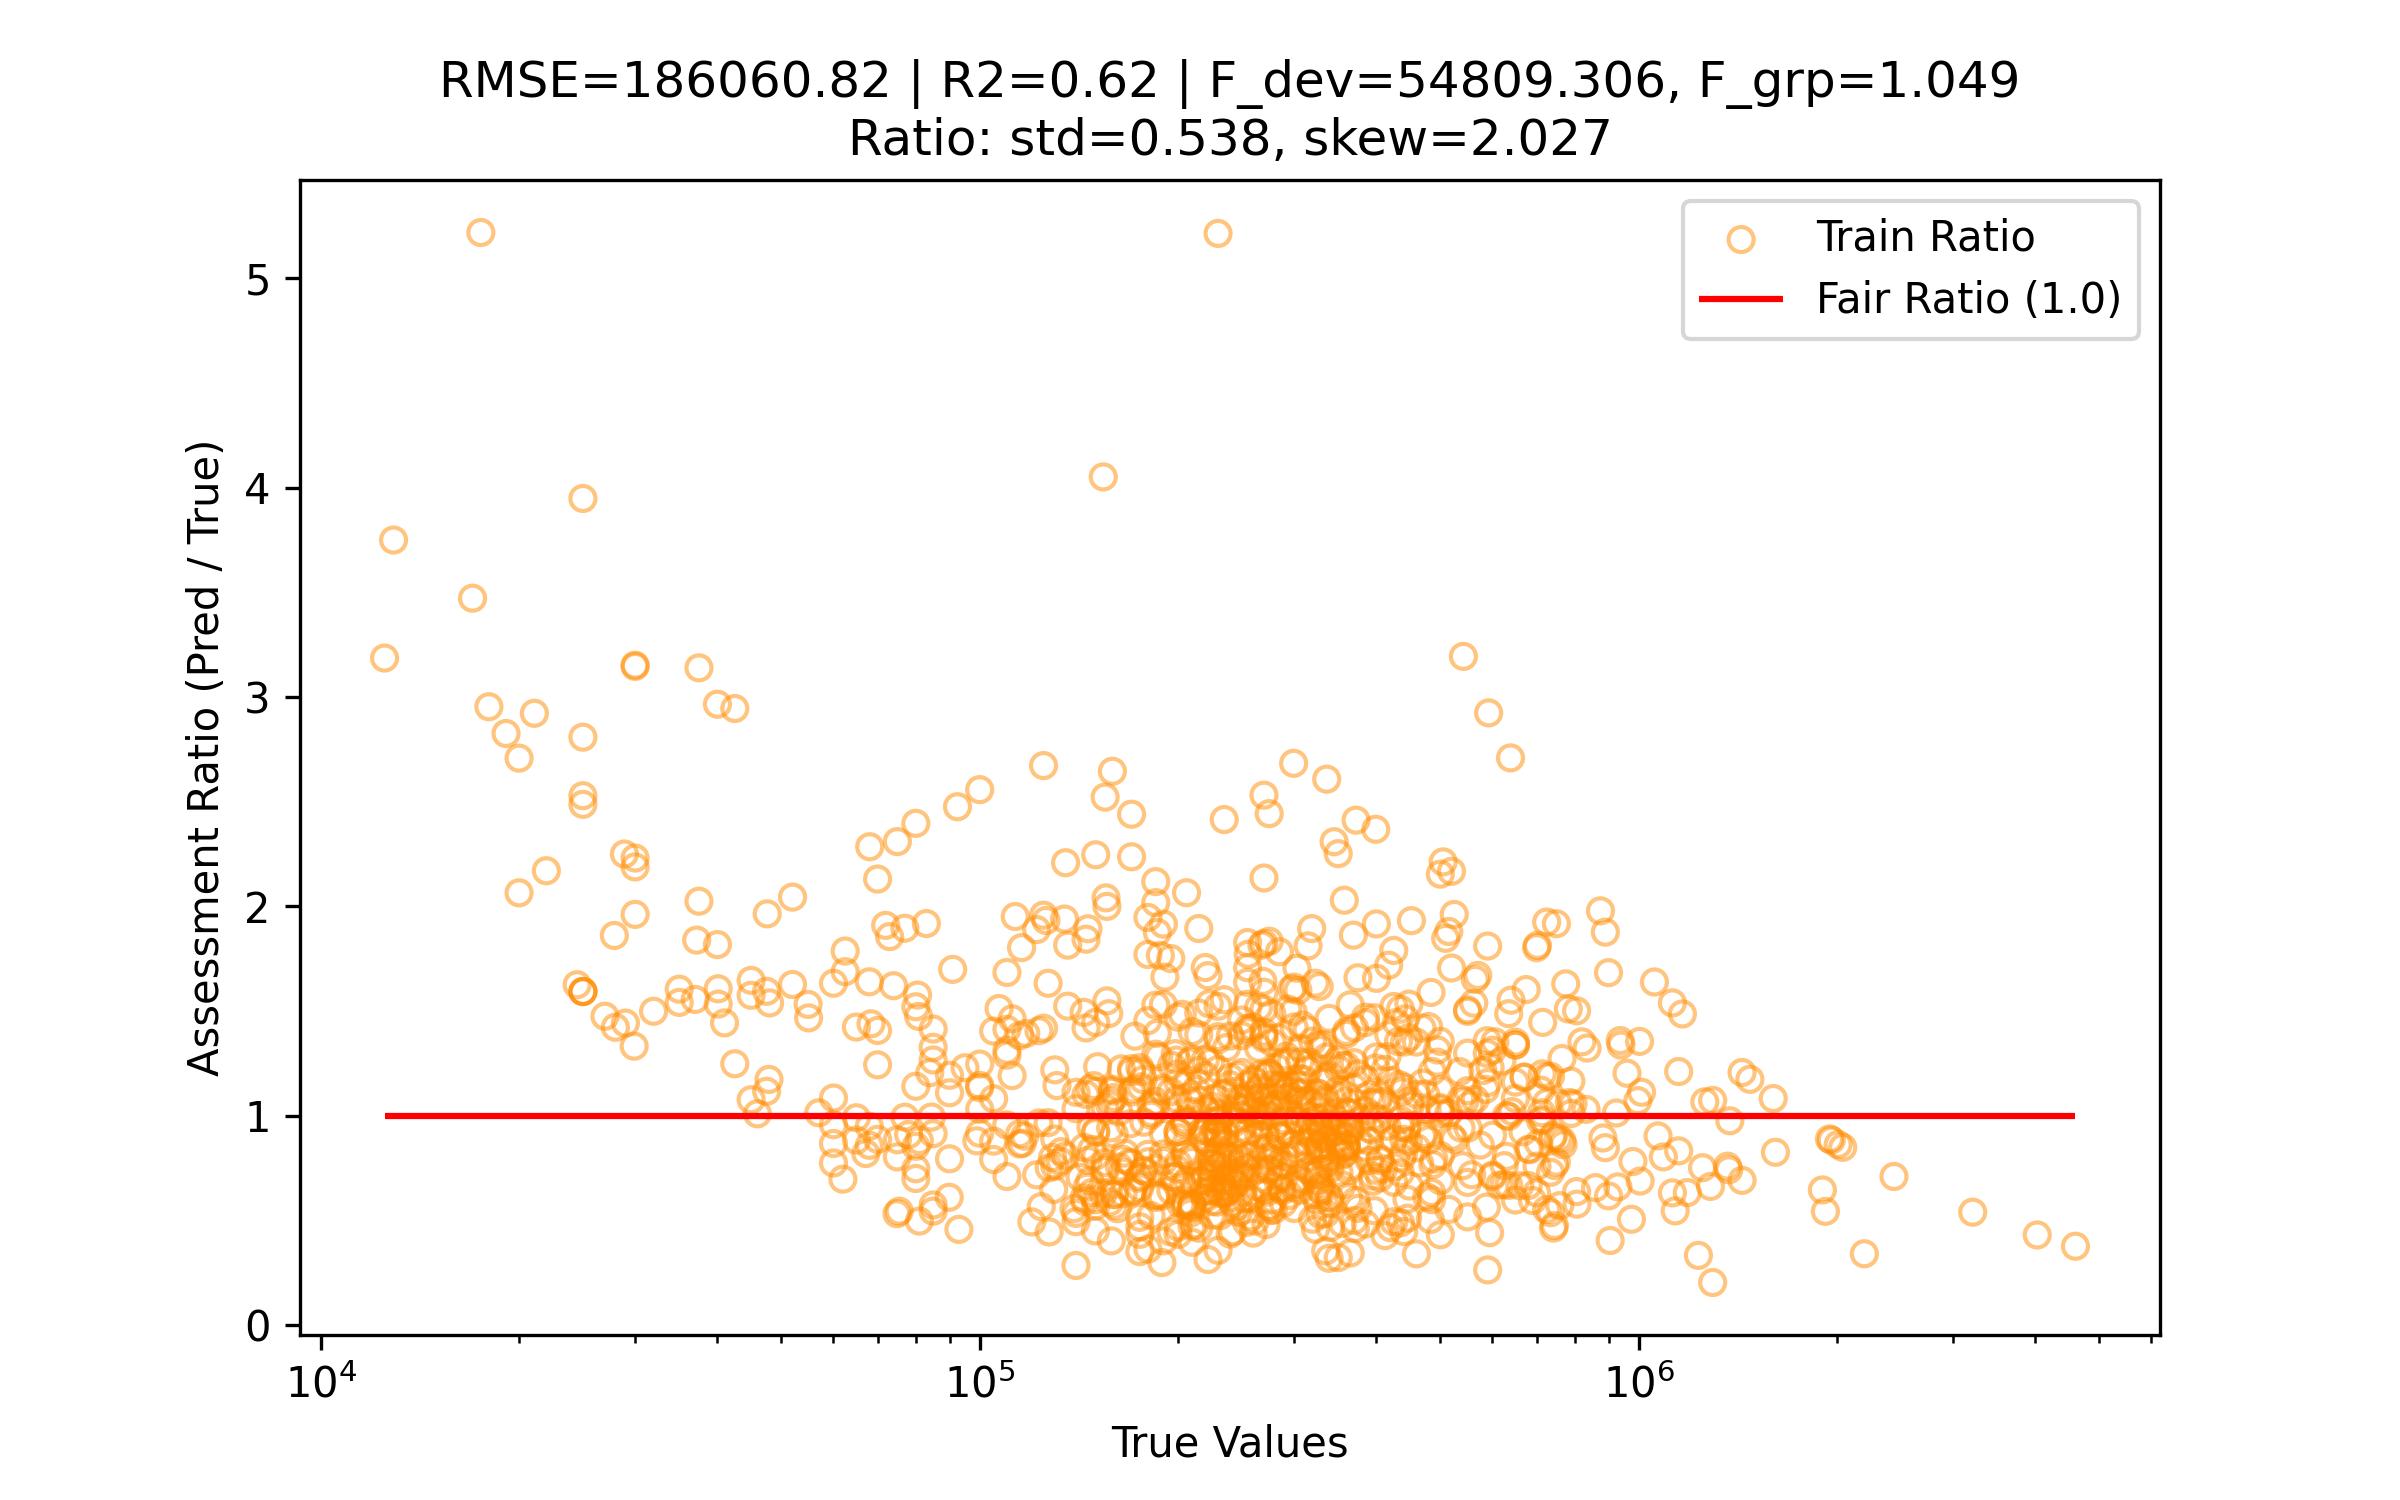 RMSE=186060.82 | R2=0.62 | F_dev=54809.306, F_grp=1.049
Ratio: std=0.538, skew=2.027
Train Ratio
Fair Ratio (1.0)
Assessment Ratio (Pred / True)
5
4
3
2
1
0
10⁴
10⁵
10⁶
True Values